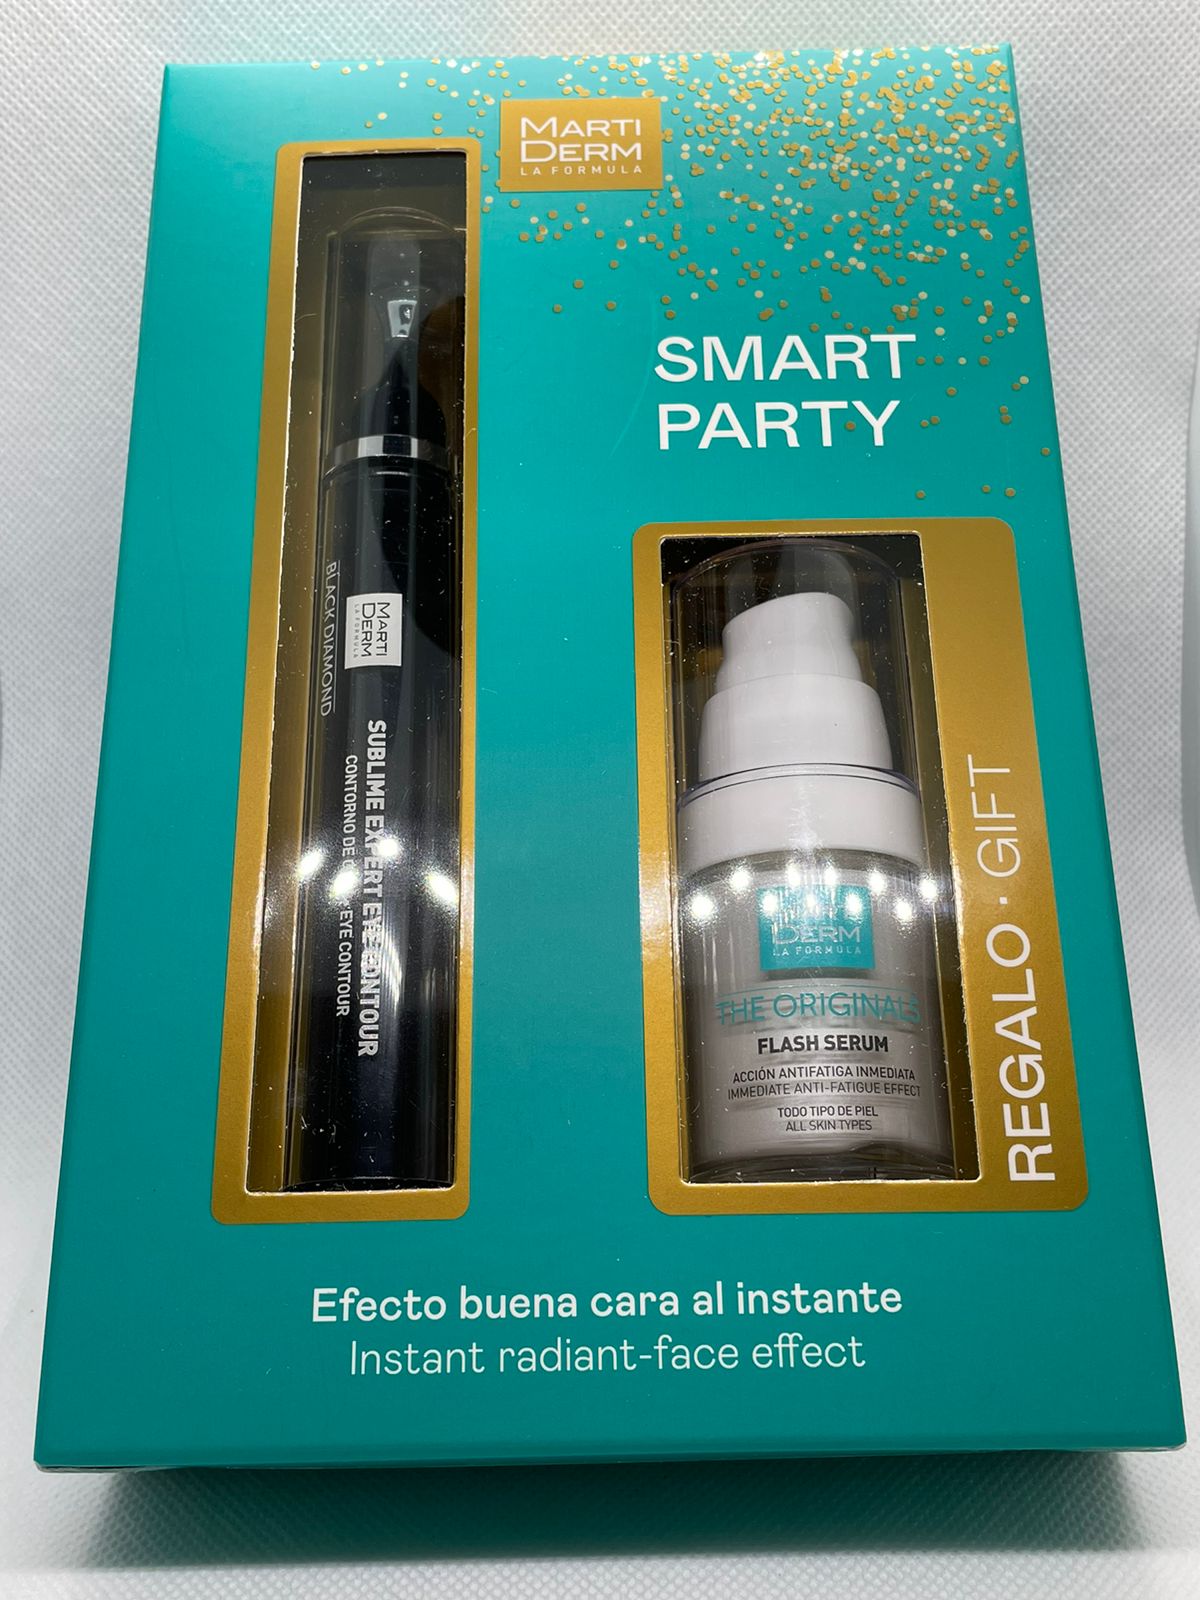 MARTI
DERM
LA FORMULA
SMART
PARTY
BLACK DIAMOND
MARTI
DERM
LA FORMULA
SUBLIME EXPERT EYE CONTOUR
CONTORNO DE EYE CONTOUR
DERM
LA FORMULA
THE ORIGINALS
FLASH SERUM
ACCIÓN ANTIFATIGA INMEDIATA
IMMEDIATE ANTI-FATIGUE EFFECT
TODO TIPO DE PIEL
ALL SKIN TYPES
REGALO · GIFT
Efecto buena cara al instante
Instant radiant-face effect